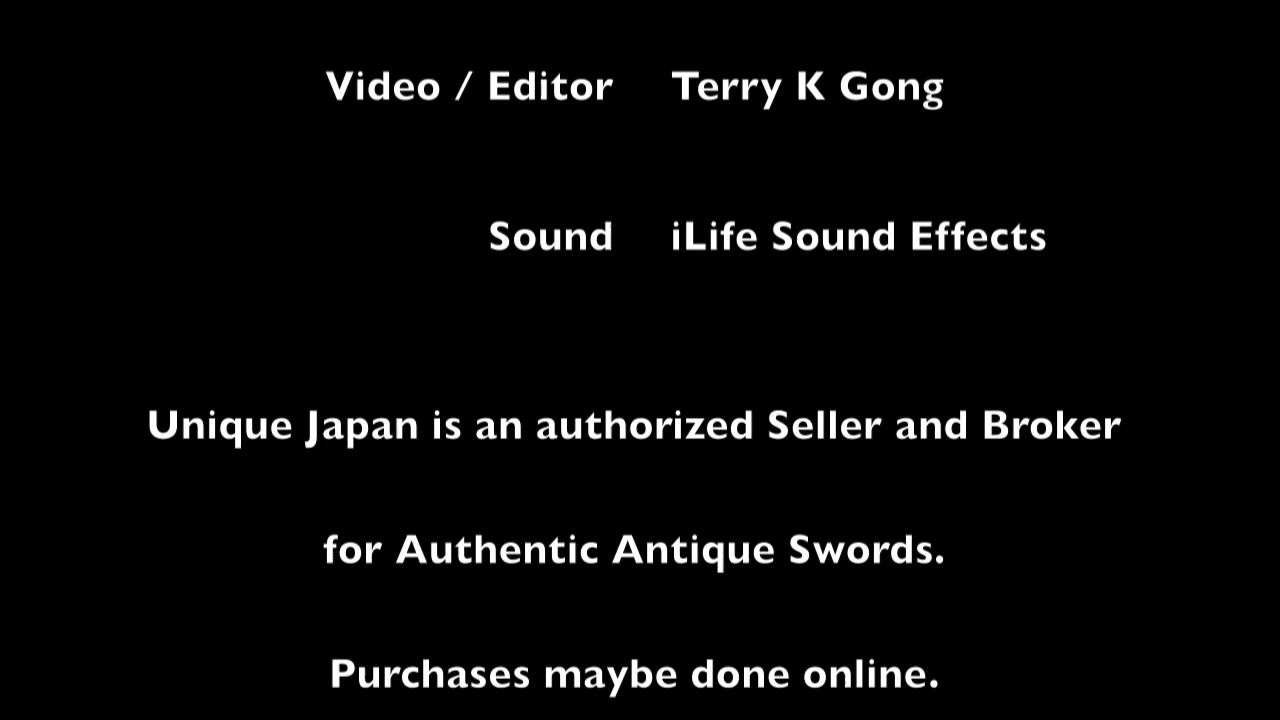 Video / Editor Terry K Gong
Sound iLife Sound Effects
Unique Japan is an authorized Seller and Broker
for Authentic Antique Swords.
Purchases maybe done online.